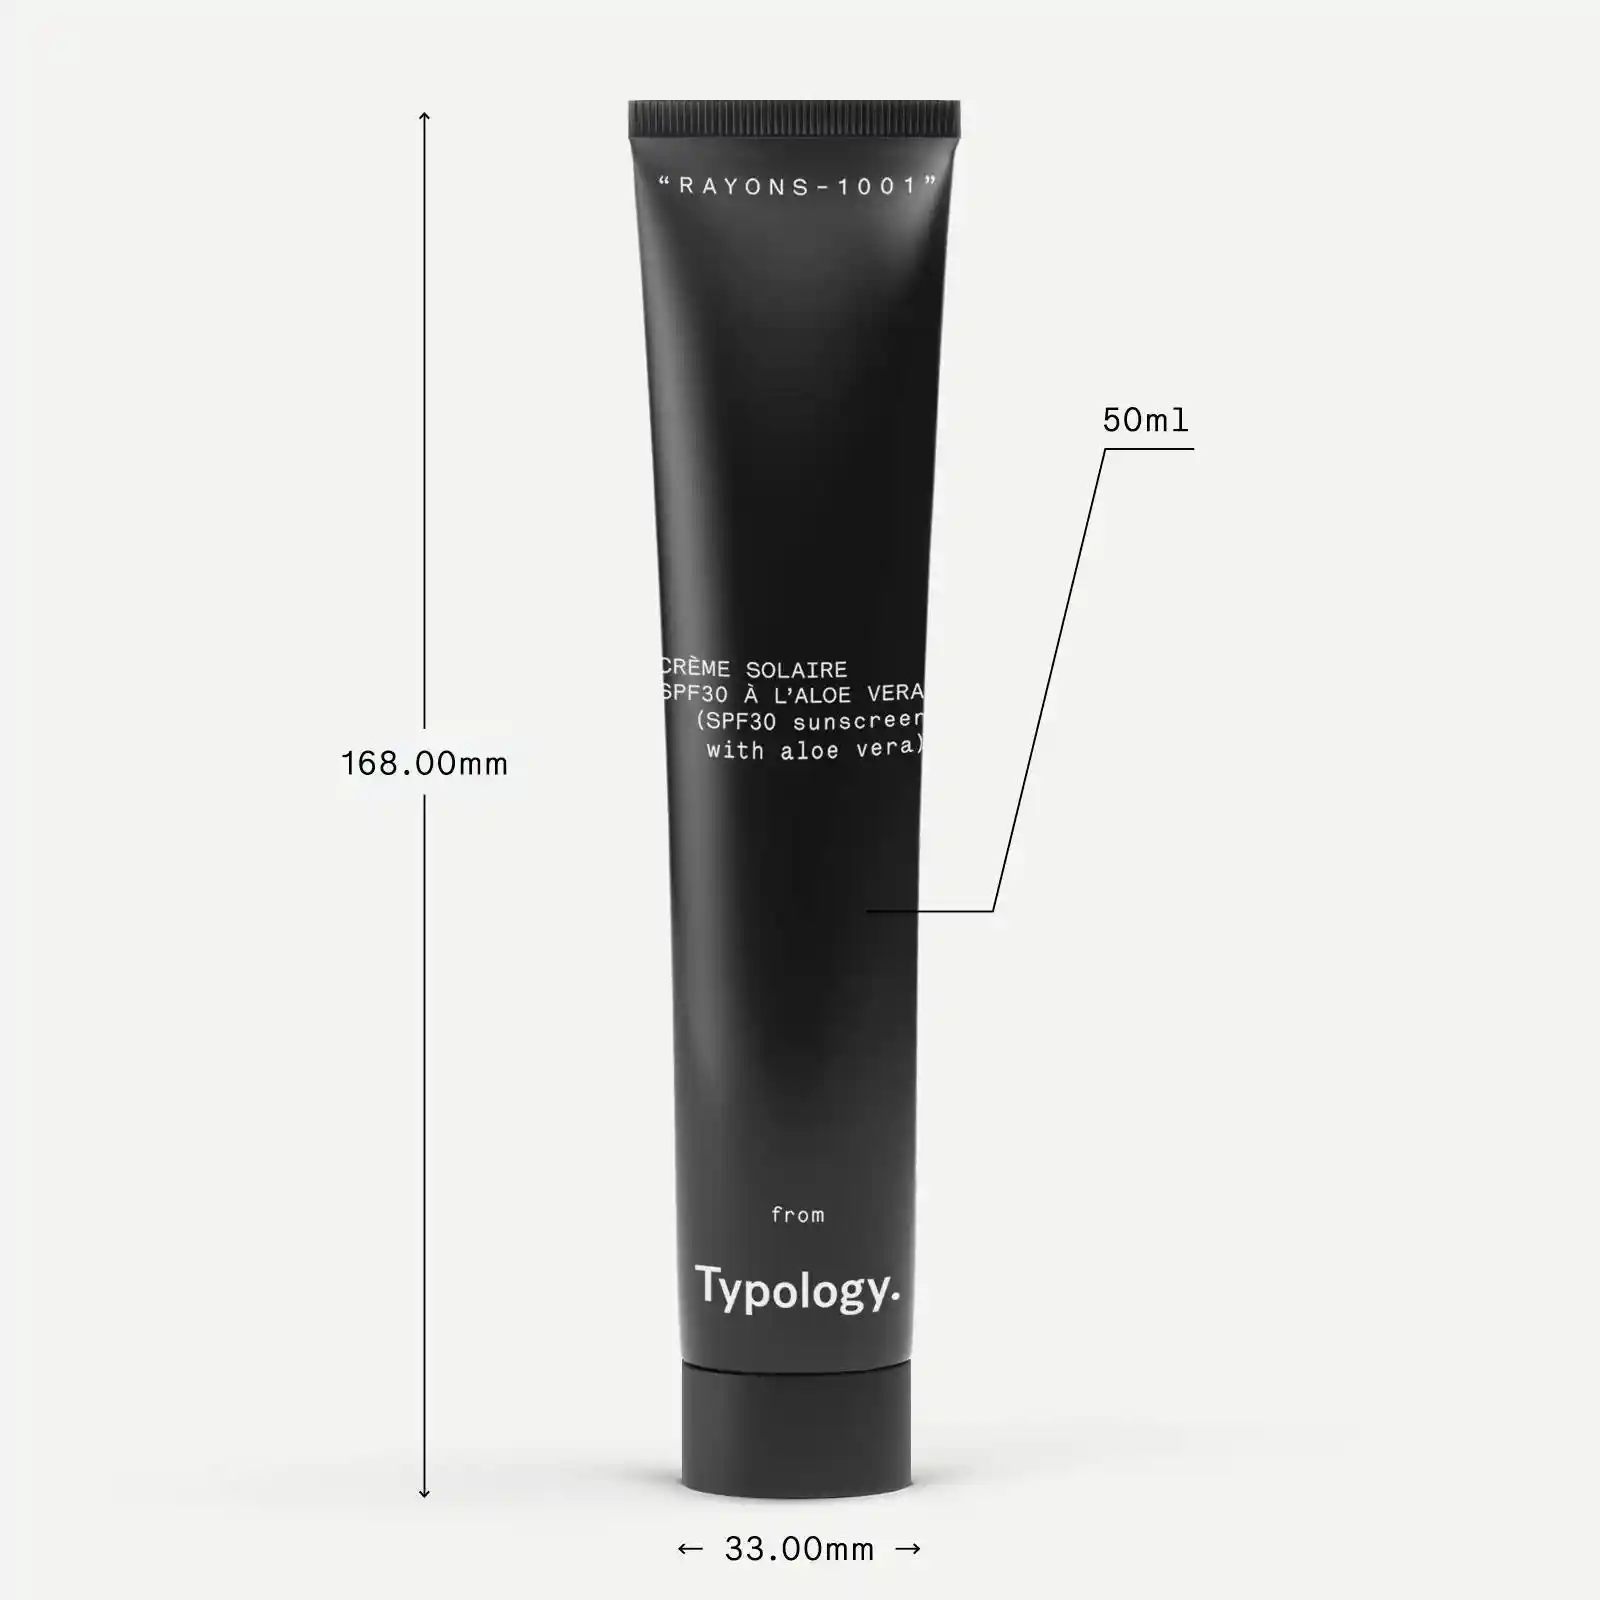 “RAYONS-1001”
50ml
CRÈME SOLAIRE
SPF30 À L’ALOE VERA
(SPF30 sunscreen
with aloe vera)
168.00mm
from
Typology.
← 33.00mm →